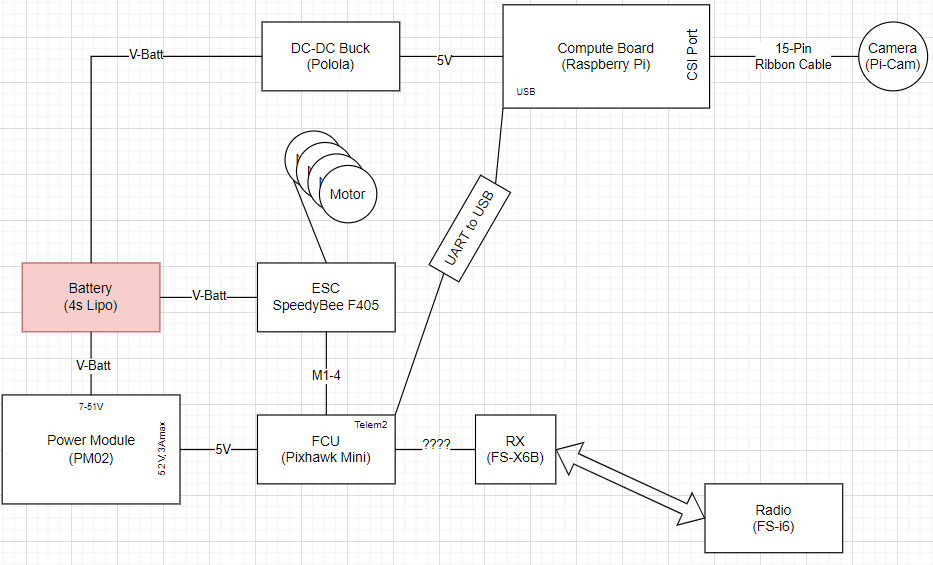 V-Batt
DC-DC Buck
(Polola)
5V
Compute Board
(Raspberry Pi)
CSI Port
USB
15-Pin
Ribbon Cable
Camera
(Pi-Cam)
Motor
UART to USB
Battery
(4s Lipo)
V-Batt
ESC
SpeedyBee F405
V-Batt
M1-4
7-51V
Power Module
(PM02)
5.2V,3Amax
5V
Telem2
FCU
(Pixhawk Mini)
????
RX
(FS-X6B)
Radio
(FS-i6)